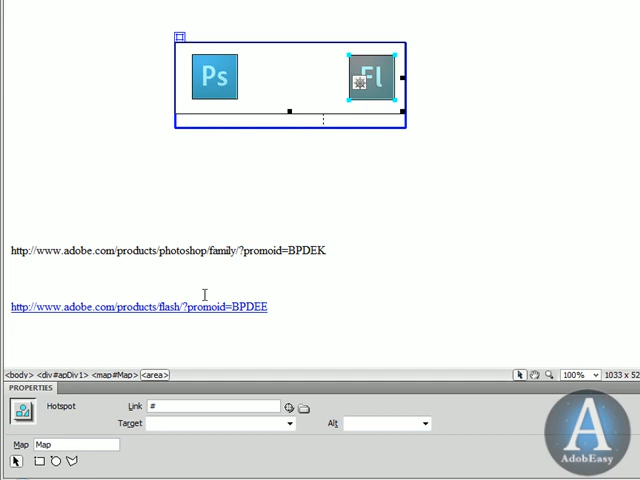 Ps Fl
http://www.adobe.com/products/photoshop/family/?promoid=BPDEK
http://www.adobe.com/products/flash/?promoid=BPDEE
<body> <div#apDiv1> <map#Map> <area> 100% 1033 x 52
PROPERTIES
Hotspot Link #
Target Alt
Map Map
A
AdobEasy